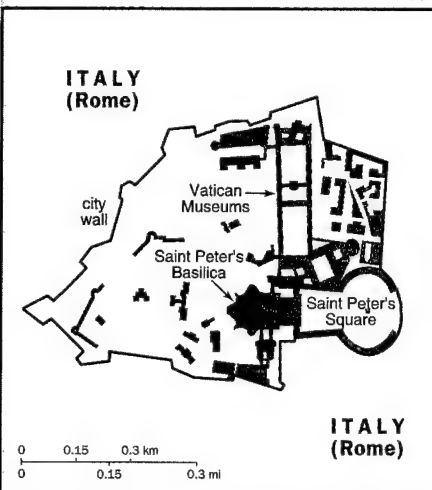 ITALY
(Rome)
Vatican
Museums
city
wall
Saint Peter's
Basilica
Saint Peter's
Square
ITALY
(Rome)
0 0.15 0.3 km
0 0.15 0.3 mi